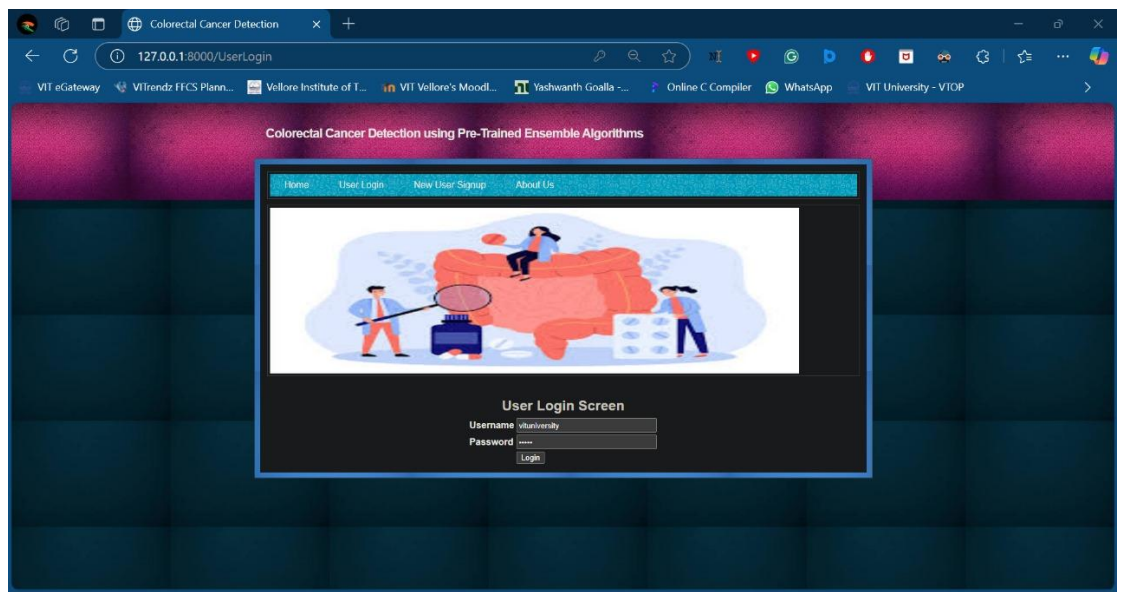 Colorectal Cancer Detection
127.0.0.1:8000/UserLogin
VIT eGateway VITrendz FFCS Plann... Vellore Institute of T... VIT Vellore's Moodl... Yashwanth Goalla -... Online C Compiler WhatsApp VIT University - VTOP
Colorectal Cancer Detection using Pre-Trained Ensemble Algorithms
Home User Login New User Signup About Us
User Login Screen
Username vituniversity
Password •••••
Login